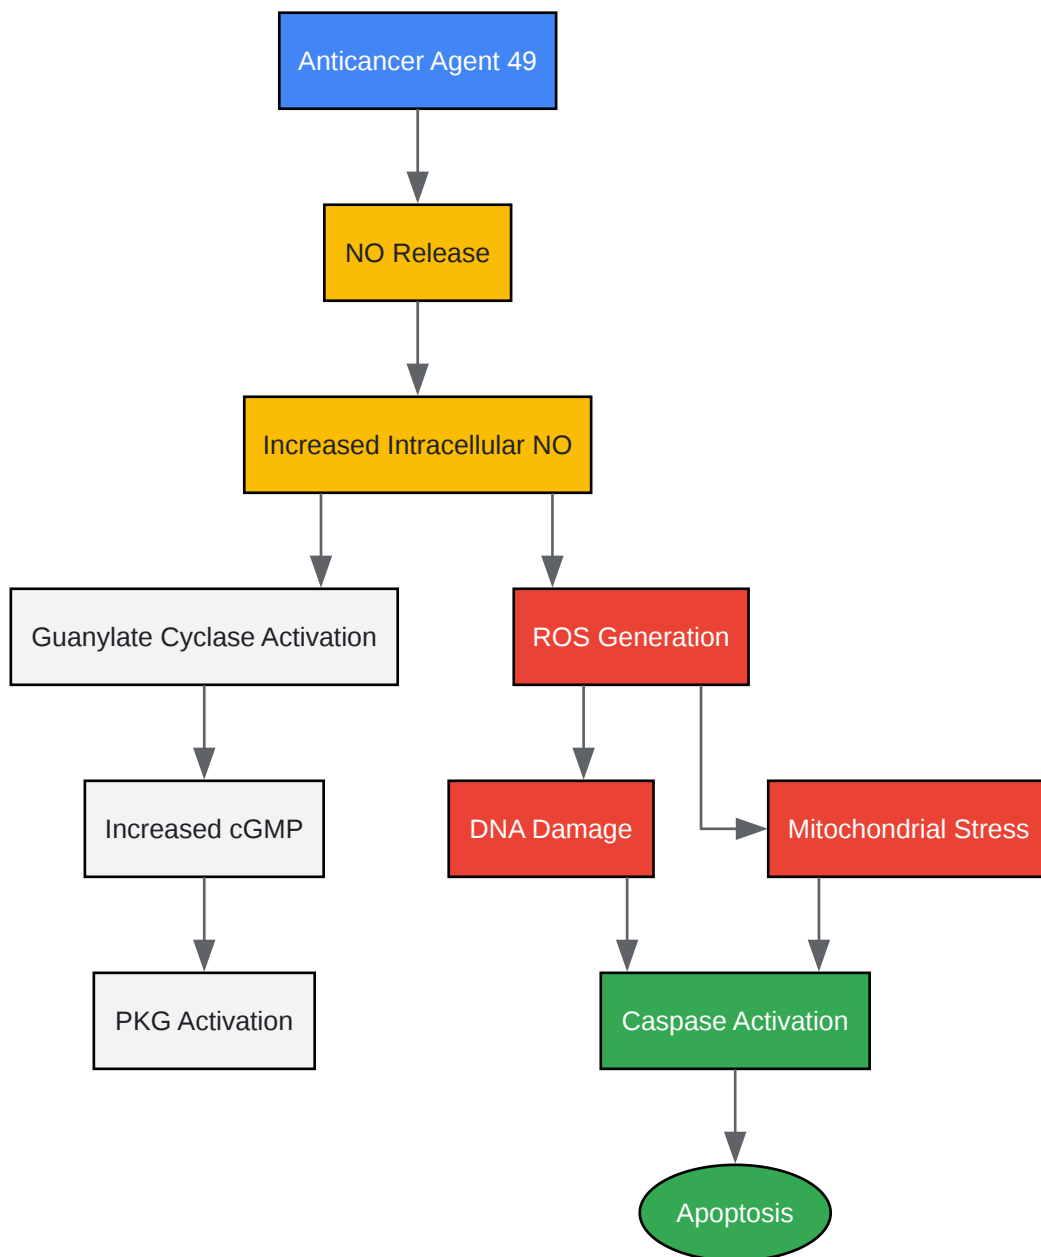 Anticancer Agent 49
NO Release
Increased Intracellular NO
Guanylate Cyclase Activation
ROS Generation
Increased cGMP
DNA Damage
Mitochondrial Stress
PKG Activation
Caspase Activation
Apoptosis